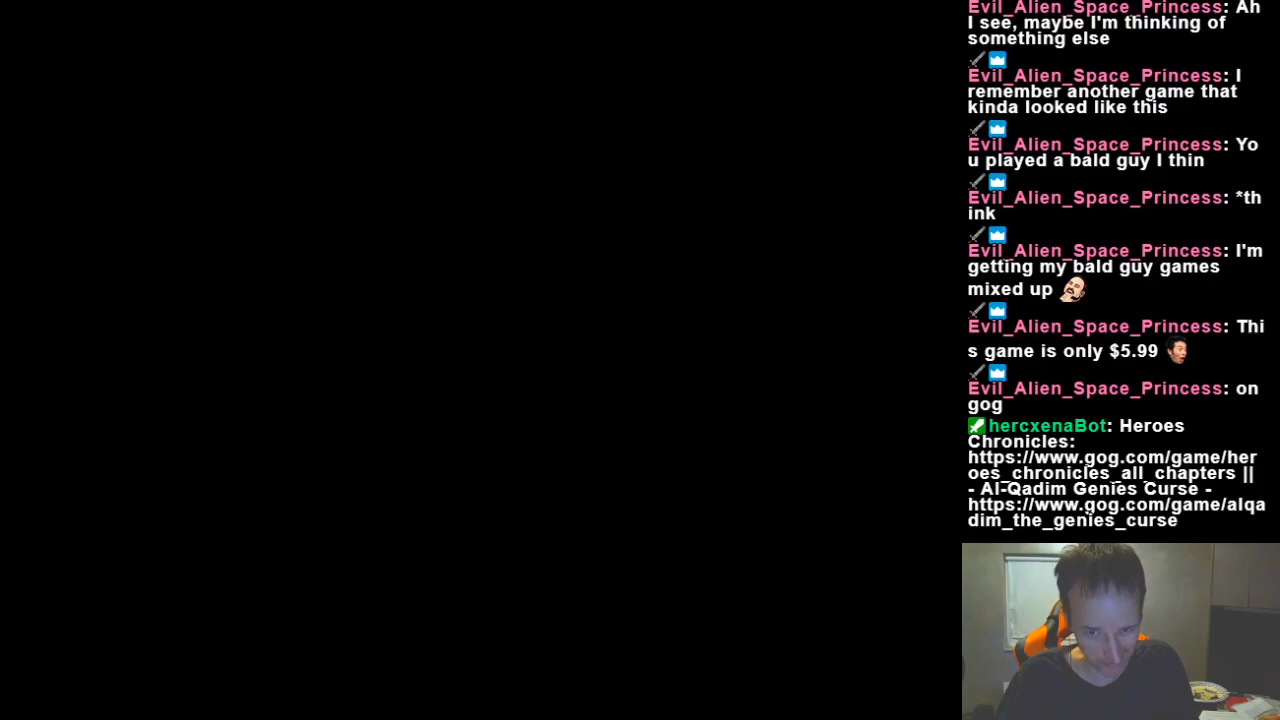 Evil_Alien_Space_Princess: Ah
I see, maybe I'm thinking of
something else
Evil_Alien_Space_Princess: I
remember another game that
kinda looked like this
Evil_Alien_Space_Princess: Yo
u played a bald guy I thin
Evil_Alien_Space_Princess: *th
ink
Evil_Alien_Space_Princess: I'm
getting my bald guy games
mixed up
Evil_Alien_Space_Princess: Thi
s game is only $5.99
Evil_Alien_Space_Princess: on
gog
hercxenaBot: Heroes
Chronicles:
https://www.gog.com/game/her
oes_chronicles_all_chapters ||
- Al-Qadim Genies Curse -
https://www.gog.com/game/alqa
dim_the_genies_curse